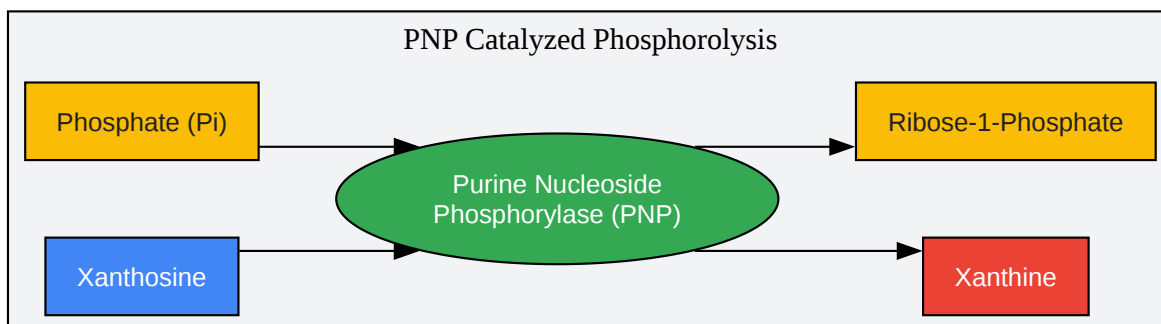 PNP Catalyzed Phosphorolysis
Phosphate (Pi)
Ribose-1-Phosphate
Purine Nucleoside
Phosphorylase (PNP)
Xanthosine
Xanthine